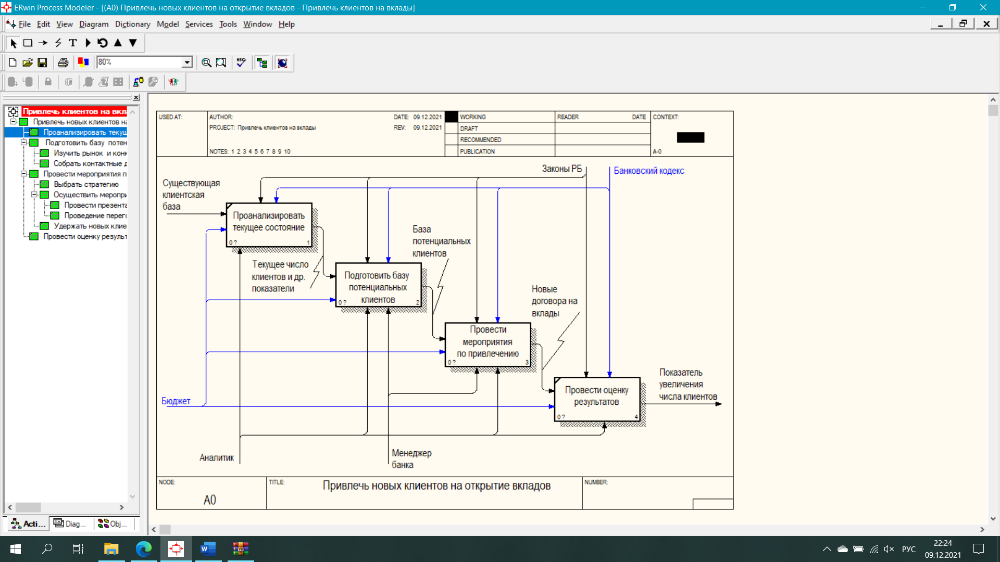 ERwin Process Modeler - [(A0) Привлечь новых клиентов на открытие вкладов - Привлечь клиентов на вклады]
File Edit View Diagram Dictionary Model Services Tools Window Help
80%
Привлечь клиентов на вкл
Привлечь новых клиентов на
Проанализировать текущ
Подготовить базу потен
Изучить рынок и конк
Собрать контактные д
Провести мероприятия п
Выбрать стратегию
Осуществить меропри
Провести презента
Проведение перег
Удержать новых клие
Провести оценку резуль
Acti...
Diag...
Obj...
USED AT:
AUTHOR:
DATE: 09.12.2021
PROJECT: Привлечь клиентов на вклады
REV: 09.12.2021
NOTES: 1 2 3 4 5 6 7 8 9 10
WORKING
DRAFT
RECOMMENDED
PUBLICATION
READER DATE
CONTEXT:
A-0
Законы РБ
Банковский кодекс
Существующая
клиентская
база
Проанализировать
текущее состояние
0 ? 1
Текущее число
клиентов и др.
показатели
База
потенциальных
клиентов
Подготовить базу
потенциальных
клиентов
0 ? 2
Новые
договора на
вклады
Провести
мероприятия
по привлечению
0 ? 3
Провести оценку
результатов
0 ? 4
Показатель
увеличения
числа клиентов
Бюджет
Аналитик
Менеджер
банка
NODE:
A0
TITLE:
Привлечь новых клиентов на открытие вкладов
NUMBER:
РУС
22:24
09.12.2021